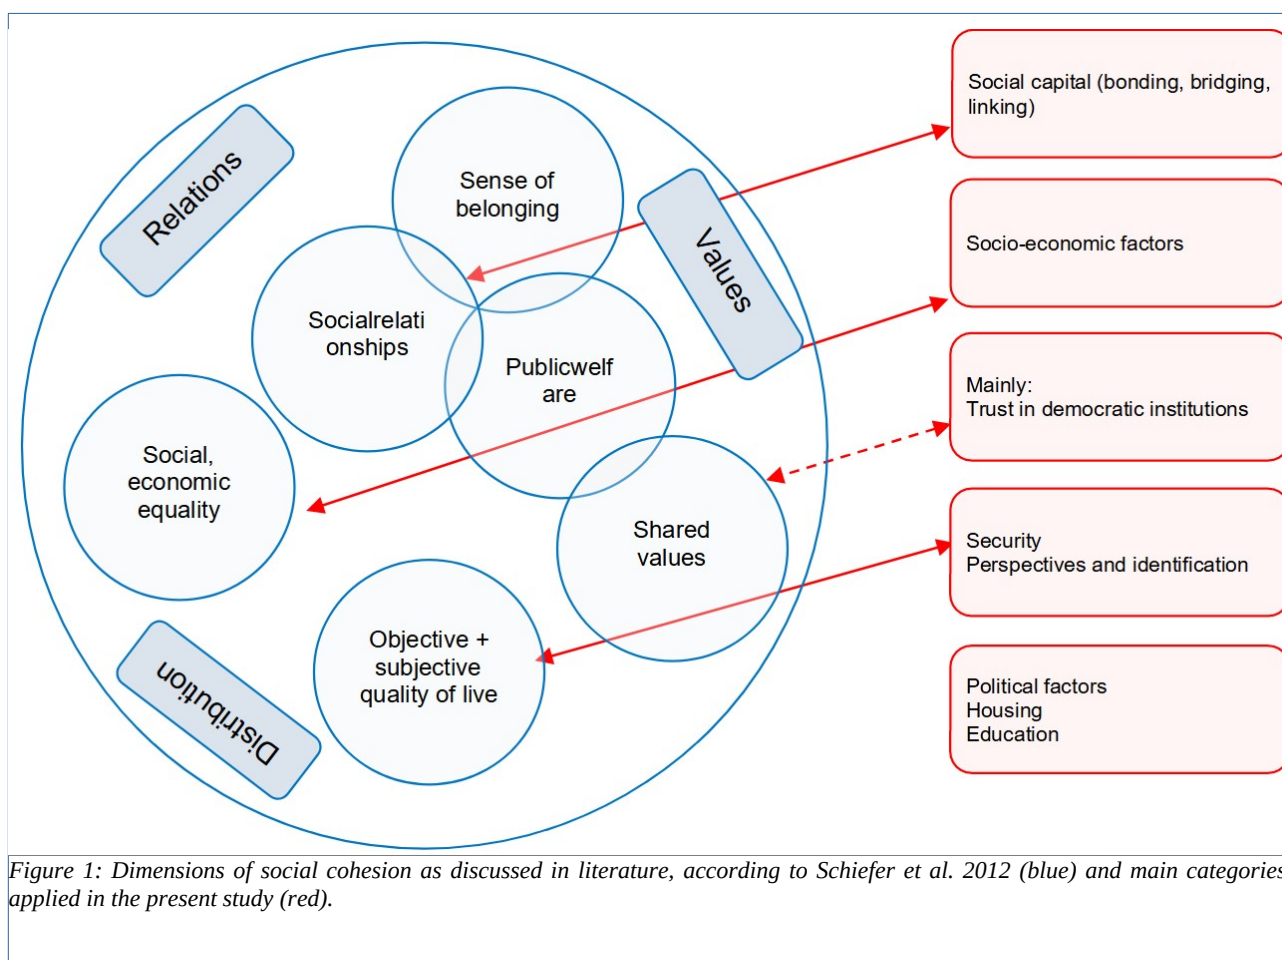 Relations
Sense of
belonging
Values
Socialrelati
onships
Publicwelf
are
Social,
economic
equality
Shared
values
Objective +
subjective
quality of live
Distribution
Social capital (bonding, bridging,
linking)
Socio-economic factors
Mainly:
Trust in democratic institutions
Security
Perspectives and identification
Political factors
Housing
Education
Figure 1: Dimensions of social cohesion as discussed in literature, according to Schiefer et al. 2012 (blue) and main categories
applied in the present study (red).